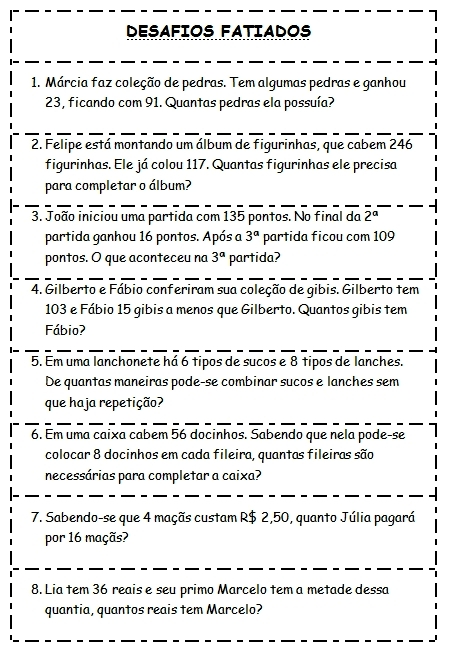 DESAFIOS FATIADOS
1. Márcia faz coleção de pedras. Tem algumas pedras e ganhou
23, ficando com 91. Quantas pedras ela possuía?
2. Felipe está montando um álbum de figurinhas, que cabem 246
figurinhas. Ele já colou 117. Quantas figurinhas ele precisa
para completar o álbum?
3. João iniciou uma partida com 135 pontos. No final da 2ª
partida ganhou 16 pontos. Após a 3ª partida ficou com 109
pontos. O que aconteceu na 3ª partida?
4. Gilberto e Fábio conferiram sua coleção de gibis. Gilberto tem
103 e Fábio 15 gibis a menos que Gilberto. Quantos gibis tem
Fábio?
5. Em uma lanchonete há 6 tipos de sucos e 8 tipos de lanches.
De quantas maneiras pode-se combinar sucos e lanches sem
que haja repetição?
6. Em uma caixa cabem 56 docinhos. Sabendo que nela pode-se
colocar 8 docinhos em cada fileira, quantas fileiras são
necessárias para completar a caixa?
7. Sabendo-se que 4 maçãs custam R$ 2,50, quanto Júlia pagará
por 16 maçãs?
8. Lia tem 36 reais e seu primo Marcelo tem a metade dessa
quantia, quantos reais tem Marcelo?